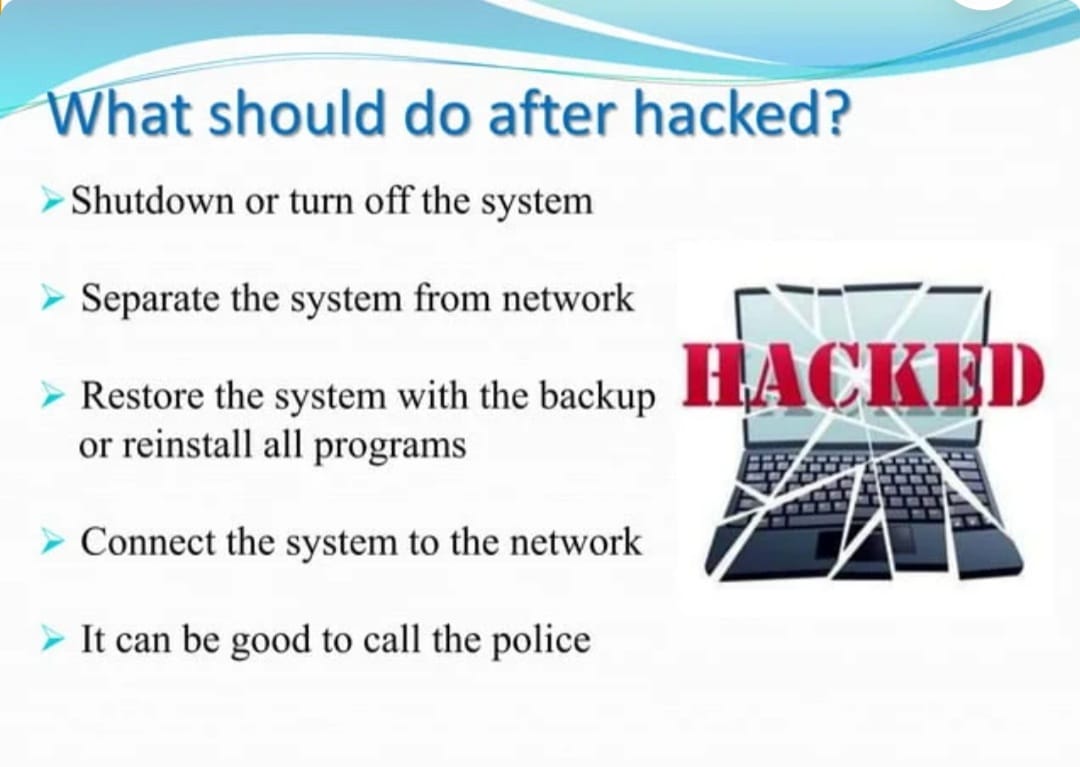 What should do after hacked?
Shutdown or turn off the system
Separate the system from network
Restore the system with the backup
or reinstall all programs
HACKED
Connect the system to the network
It can be good to call the police